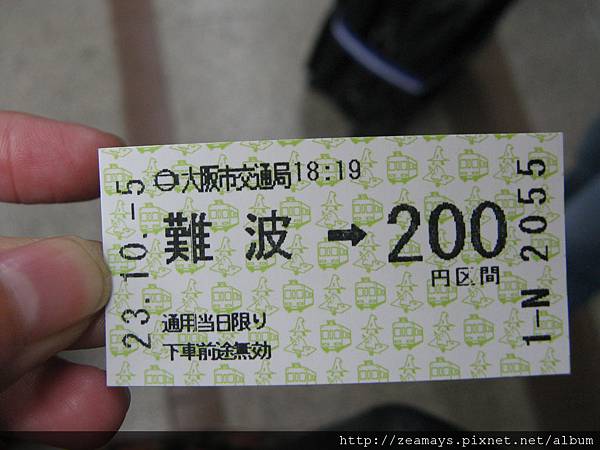 大阪市交通局18:19
難波→200
円区間
通用当日限り
下車前途無効
23.10.-5
1-N 2055
http://zeamays.pixnet.net/album